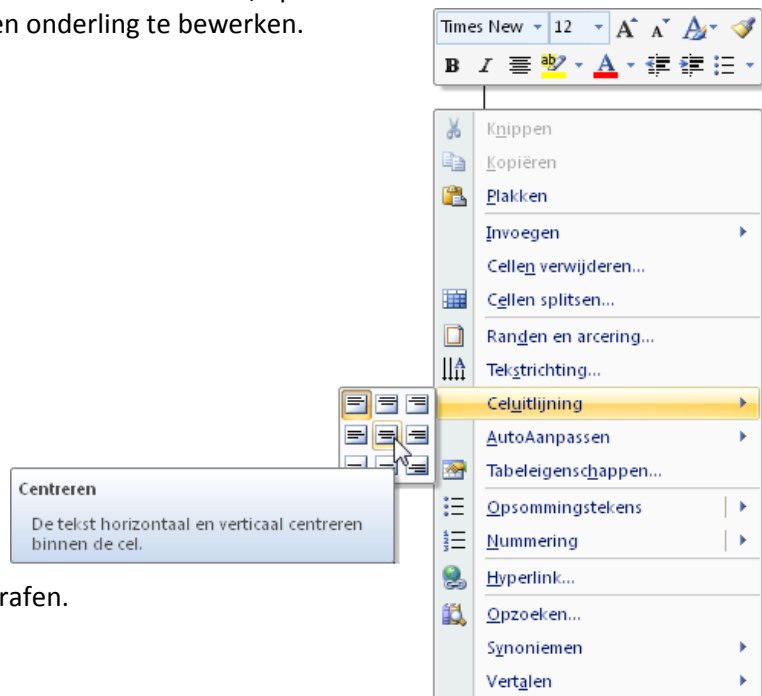 en onderling te bewerken.
Times New 12
Knippen
Kopiëren
Plakken
Invoegen
Cellen verwijderen...
Cellen splitsen...
Randen en arcering...
Tekstrichting...
Celuitlijning
AutoAanpassen
Tabeleigenschappen...
Opsommingstekens
Nummering
Hyperlink...
Opzoeken...
Synoniemen
Vertalen
Centreren
De tekst horizontaal en verticaal centreren
binnen de cel.
rafen.